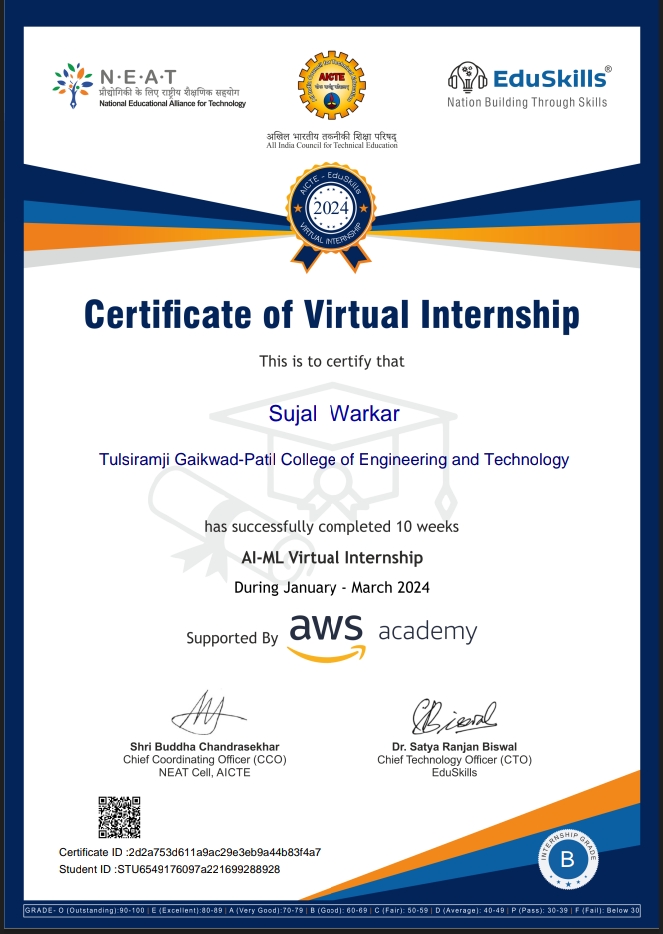 N·E·A·T
प्रौद्योगिकी के लिए राष्ट्रीय शैक्षणिक सहयोग
National Educational Alliance for Technology
AICTE
EduSkills®
Nation Building Through Skills
अखिल भारतीय तकनीकी शिक्षा परिषद्
All India Council for Technical Education
AICTE - EduSkills
2024
VIRTUAL INTERNSHIP
Certificate of Virtual Internship
This is to certify that
Sujal Warkar
Tulsiramji Gaikwad-Patil College of Engineering and Technology
has successfully completed 10 weeks
AI-ML Virtual Internship
During January - March 2024
Supported By aws academy
Shri Buddha Chandrasekhar
Chief Coordinating Officer (CCO)
NEAT Cell, AICTE
Dr. Satya Ranjan Biswal
Chief Technology Officer (CTO)
EduSkills
Certificate ID :2d2a753d611a9ac29e3eb9a44b83f4a7
Student ID :STU6549176097a221699288928
INTERNSHIP GRADE
B
GRADE- O (Outstanding):90-100 | E (Excellent):80-89 | A (Very Good):70-79 | B (Good): 60-69 | C (Fair): 50-59 | D (Average): 40-49 | P (Pass): 30-39 | F (Fail): Below 30